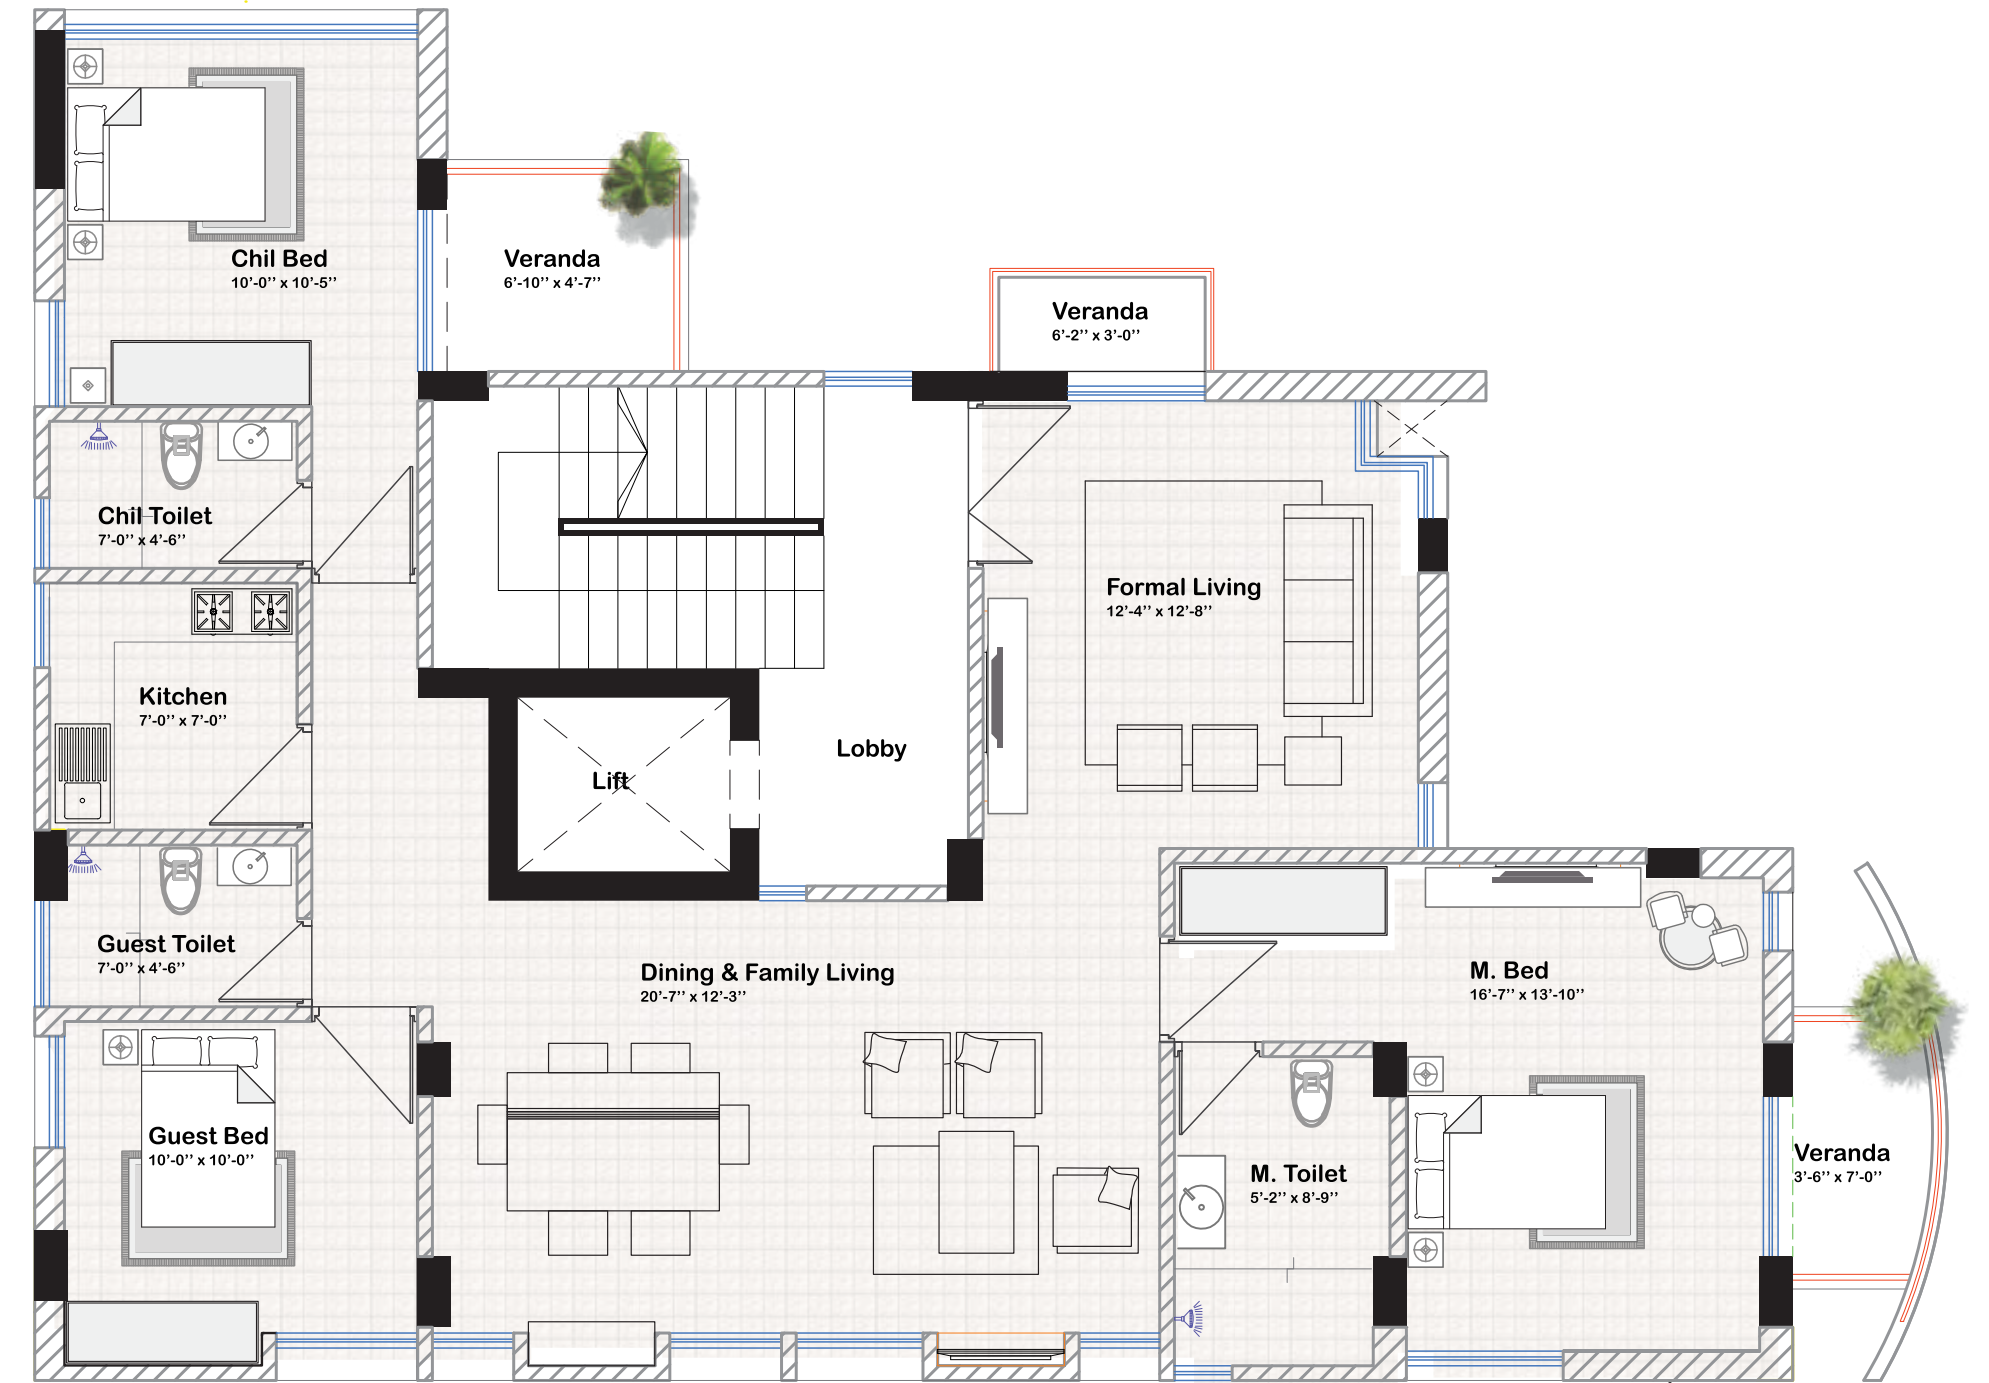 Chil Bed
10'-0'' x 10'-5''
Veranda
6'-10'' x 4'-7''
Veranda
6'-2'' x 3'-0''
Chil Toilet
7'-0'' x 4'-6''
Formal Living
12'-4'' x 12'-8''
Kitchen
7'-0'' x 7'-0''
Lobby
Lift
Guest Toilet
7'-0'' x 4'-6''
Dining & Family Living
20'-7'' x 12'-3''
M. Bed
16'-7'' x 13'-10''
Guest Bed
10'-0'' x 10'-0''
M. Toilet
5'-2'' x 8'-9''
Veranda
3'-6'' x 7'-0''